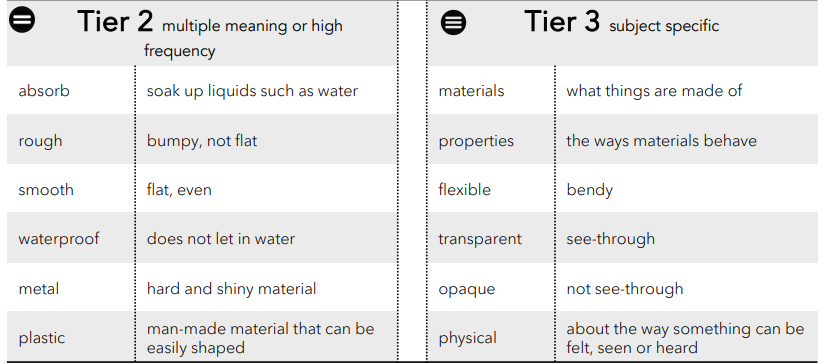 Tier 2 multiple meaning or high
frequency
absorb soak up liquids such as water
rough bumpy, not flat
smooth flat, even
waterproof does not let in water
metal hard and shiny material
plastic man-made material that can be
easily shaped
Tier 3 subject specific
materials what things are made of
properties the ways materials behave
flexible bendy
transparent see-through
opaque not see-through
physical about the way something can be
felt, seen or heard